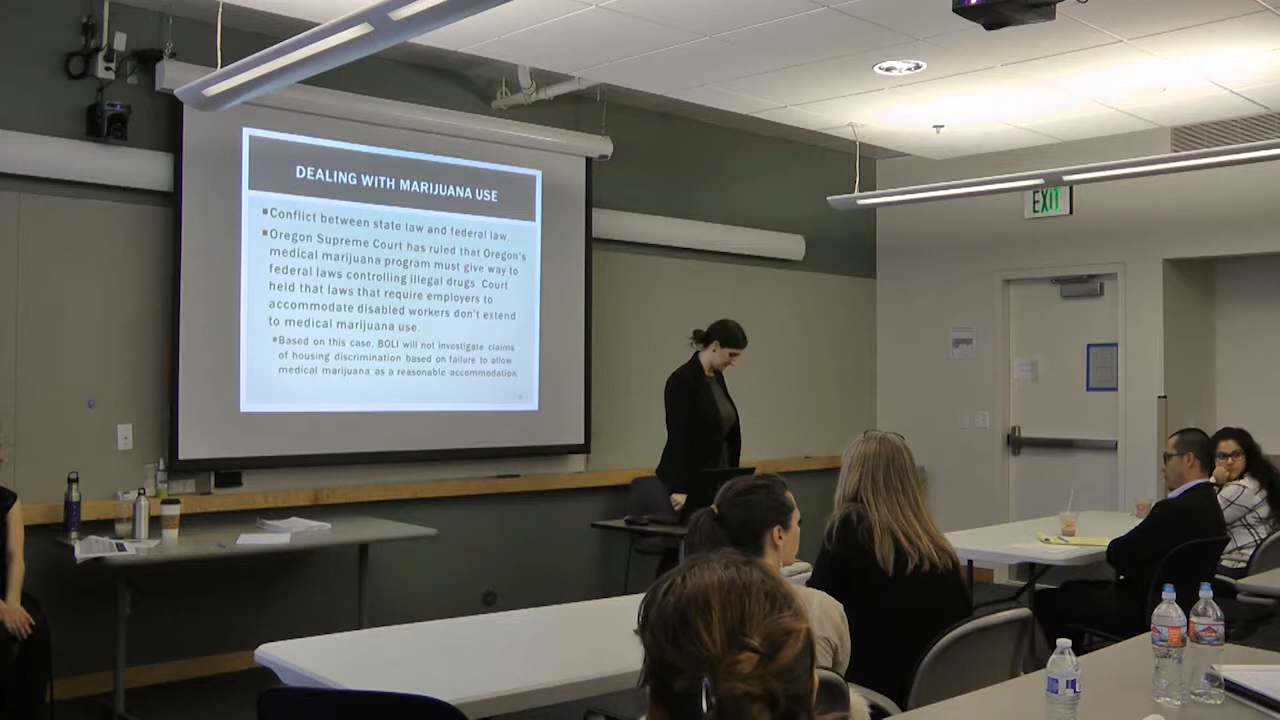 DEALING WITH MARIJUANA USE
▪Conflict between state law and federal law.
▪Oregon Supreme Court has ruled that Oregon's
medical marijuana program must give way to
federal laws controlling illegal drugs. Court
held that laws that require employers to
accommodate disabled workers don't extend
to medical marijuana use.
▪Based on this case, BOLI will not investigate claims
of housing discrimination based on failure to allow
medical marijuana as a reasonable accommodation.
EXIT